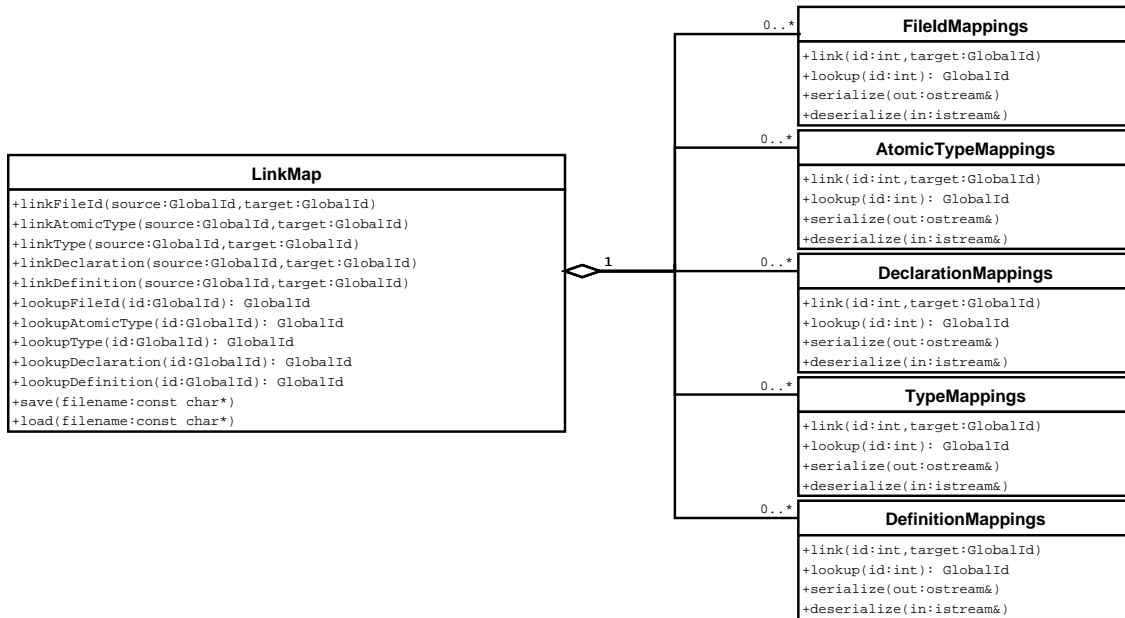 LinkMap
+linkFileId(source:GlobalId,target:GlobalId)
+linkAtomicType(source:GlobalId,target:GlobalId)
+linkType(source:GlobalId,target:GlobalId)
+linkDeclaration(source:GlobalId,target:GlobalId)
+linkDefinition(source:GlobalId,target:GlobalId)
+lookupFileId(id:GlobalId): GlobalId
+lookupAtomicType(id:GlobalId): GlobalId
+lookupType(id:GlobalId): GlobalId
+lookupDeclaration(id:GlobalId): GlobalId
+lookupDefinition(id:GlobalId): GlobalId
+save(filename:const char*)
+load(filename:const char*)
1
0..*
FileIdMappings
+link(id:int,target:GlobalId)
+lookup(id:int): GlobalId
+serialize(out:ostream&)
+deserialize(in:istream&)
0..*
AtomicTypeMappings
+link(id:int,target:GlobalId)
+lookup(id:int): GlobalId
+serialize(out:ostream&)
+deserialize(in:istream&)
0..*
DeclarationMappings
+link(id:int,target:GlobalId)
+lookup(id:int): GlobalId
+serialize(out:ostream&)
+deserialize(in:istream&)
0..*
TypeMappings
+link(id:int,target:GlobalId)
+lookup(id:int): GlobalId
+serialize(out:ostream&)
+deserialize(in:istream&)
0..*
DefinitionMappings
+link(id:int,target:GlobalId)
+lookup(id:int): GlobalId
+serialize(out:ostream&)
+deserialize(in:istream&)